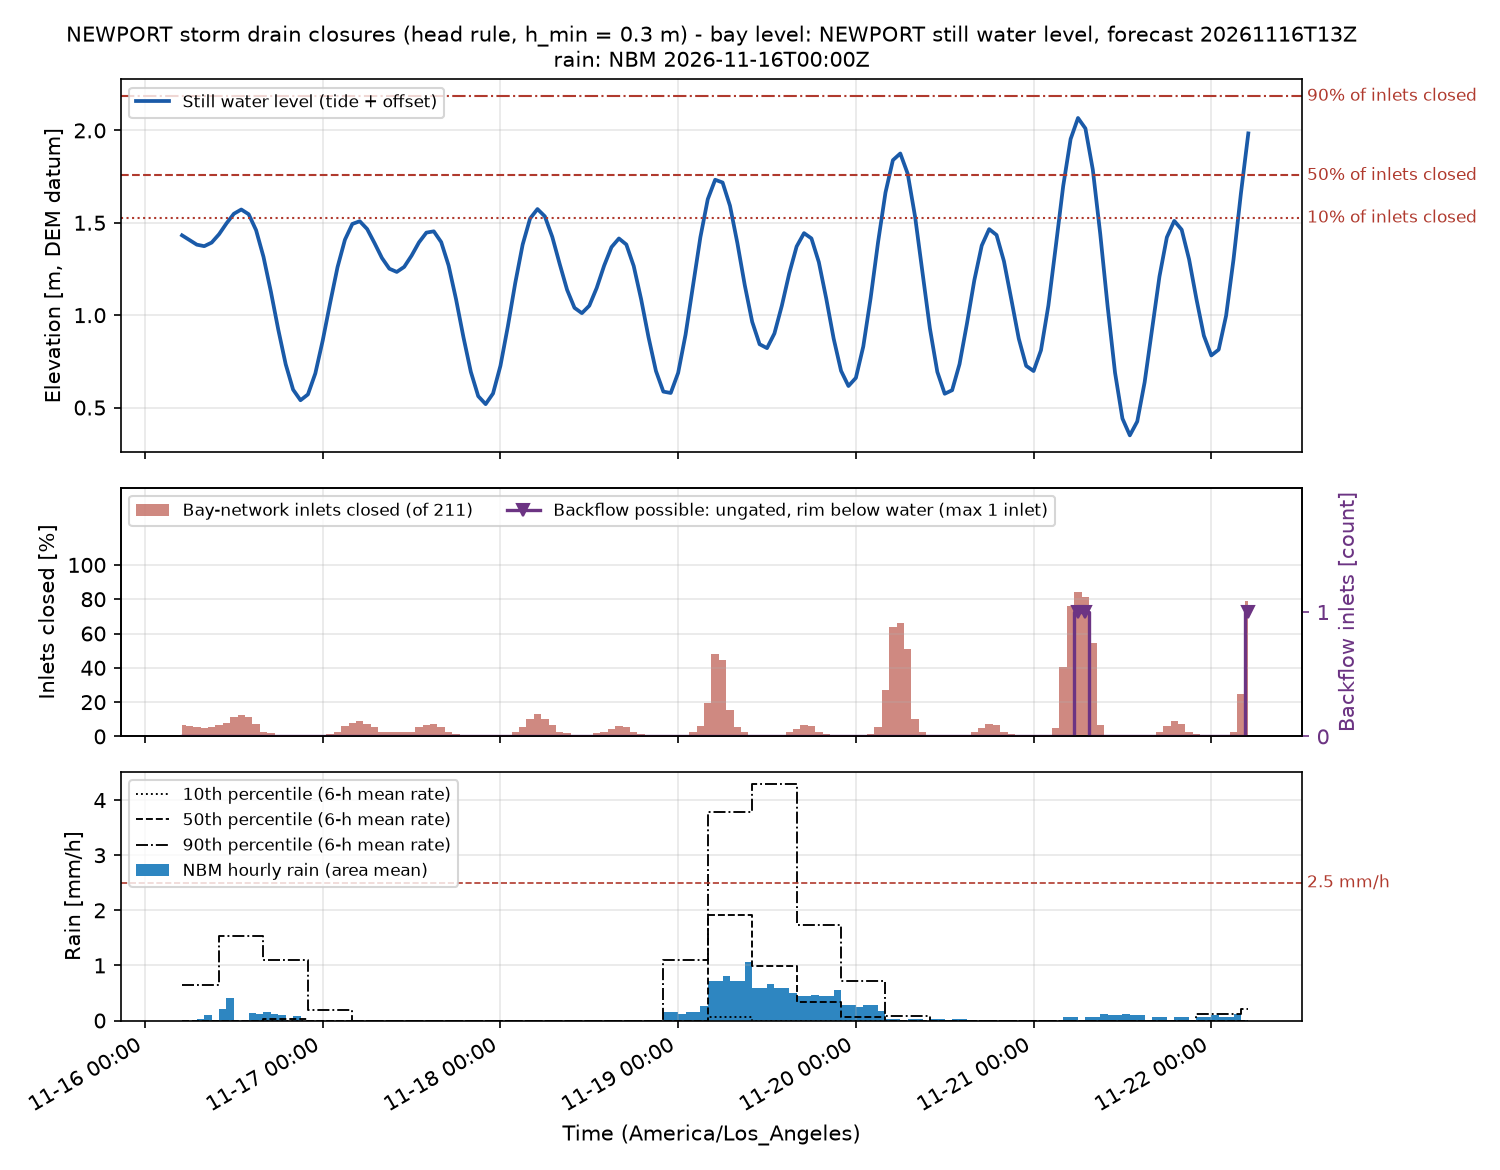 NEWPORT storm drain closures (head rule, h_min = 0.3 m) - bay level: NEWPORT still water level, forecast 20261116T13Z
rain: NBM 2026-11-16T00:00Z
Elevation [m, DEM datum]
2.0
1.5
1.0
0.5
Still water level (tide + offset)
90% of inlets closed
50% of inlets closed
10% of inlets closed
Inlets closed [%]
100
80
60
40
20
0
Bay-network inlets closed (of 211)
Backflow possible: ungated, rim below water (max 1 inlet)
1
0
Backflow inlets [count]
Rain [mm/h]
4
3
2
1
0
10th percentile (6-h mean rate)
50th percentile (6-h mean rate)
90th percentile (6-h mean rate)
NBM hourly rain (area mean)
2.5 mm/h
11-16 00:00
11-17 00:00
11-18 00:00
11-19 00:00
11-20 00:00
11-21 00:00
11-22 00:00
Time (America/Los_Angeles)